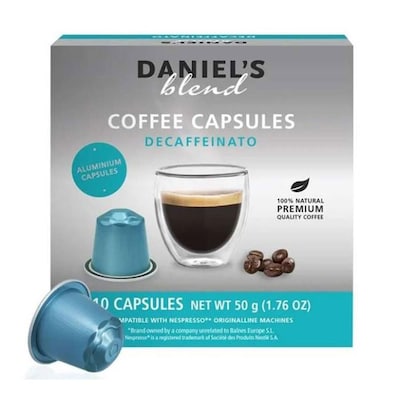 DANIEL'S
blend
COFFEE CAPSULES
DECAFFEINATO
ALUMINIUM
CAPSULES
100% NATURAL
PREMIUM
QUALITY COFFEE
10 CAPSULES NET WT 50 g (1.76 OZ)
COMPATIBLE WITH NESPRESSO** ORIGINALLINE MACHINES
*Brand owned by a company unrelated to Balnes Europe S.L.
Nespresso® is a registered trademark of Société des Produits Nestlé S.A.